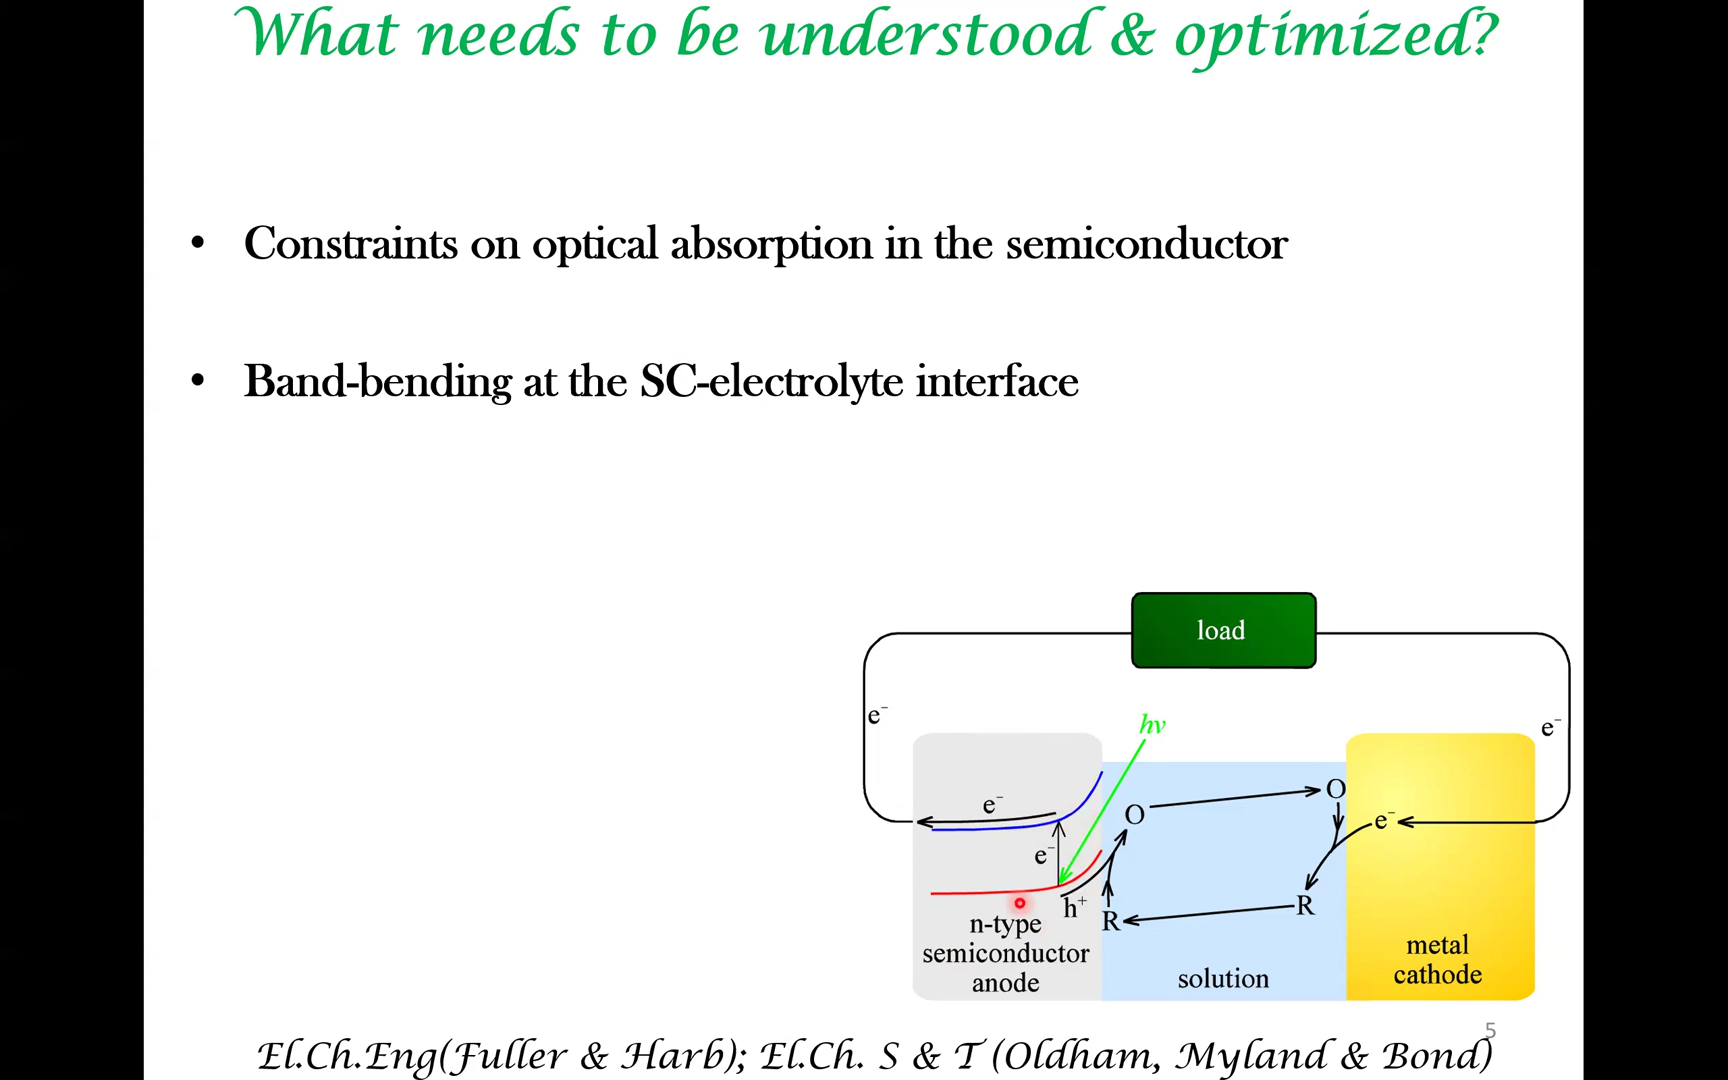 What needs to be understood & optimized?
• Constraints on optical absorption in the semiconductor
• Band-bending at the SC-electrolyte interface
load
e⁻
e⁻
hν
e⁻
e⁻
h⁺
O
R
O
e⁻
R
n-type
semiconductor
anode
solution
metal
cathode
5
El.Ch.Eng(Fuller & Harb); El.Ch. S & T (Oldham, Myland & Bond)